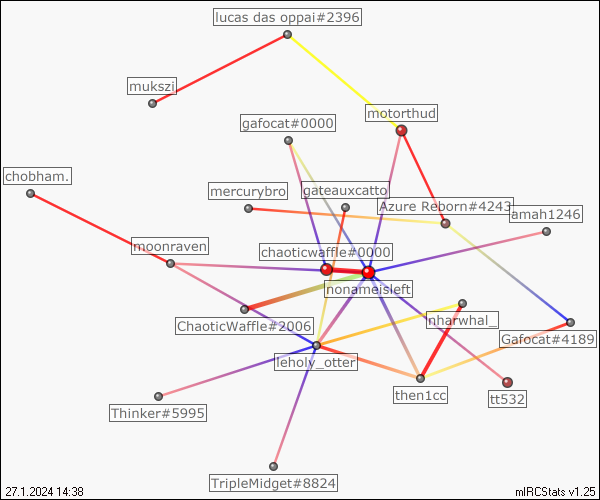 lucas das oppai#2396
mukszi
motorthud
gafocat#0000
chobham.
mercurybro
gateauxcatto
Azure Reborn#4243
amah1246
moonraven
chaoticwaffle#0000
nonameisleft
ChaoticWaffle#2006
nharwhal_
Gafocat#4189
leholy_otter
then1cc
tt532
Thinker#5995
TripleMidget#8824
27.1.2024 14:38
mIRCStats v1.25